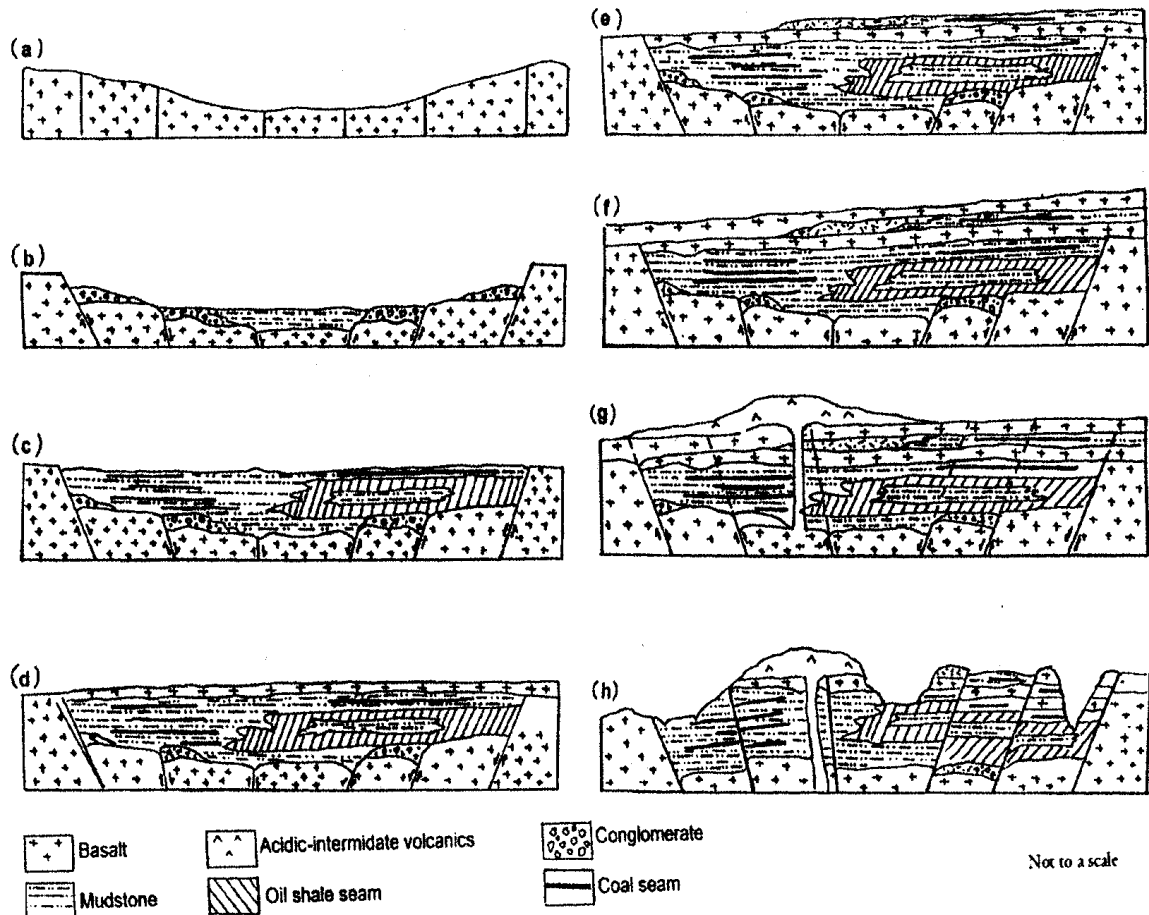 (a)
(b)
(c)
(d)
(e)
(f)
(g)
(h)
Basalt
Acidic-intermidate volcanics
Conglomerate
Mudstone
Oil shale seam
Coal seam
Not to a scale